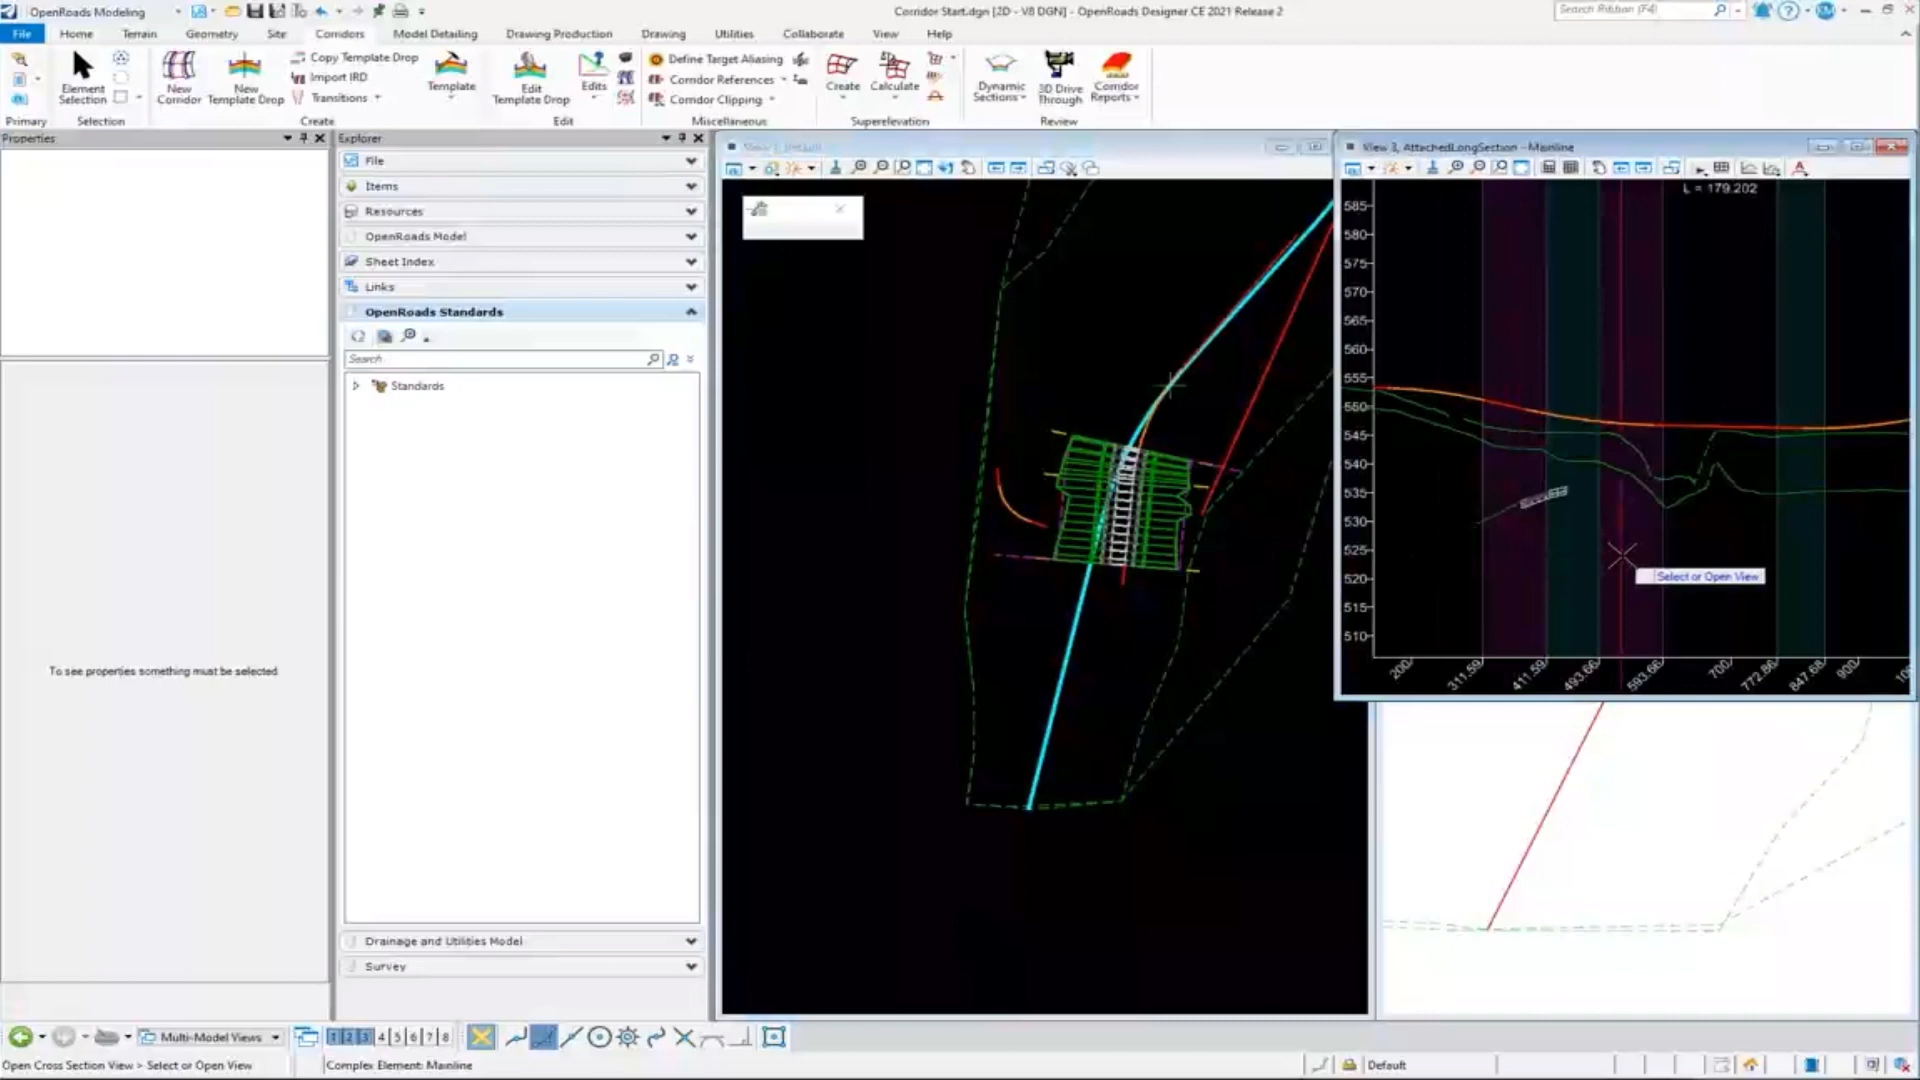 OpenRoads Modeling
Corridor Start.dgn [2D - V8 DGN] - OpenRoads Designer CE 2021 Release 2
Search Ribbon (F4)
File Home Terrain Geometry Site Corridors Model Detailing Drawing Production Drawing Utilities Collaborate View Help
Element Selection
New Corridor
New Template Drop
Copy Template Drop
Import IRD
Transitions
Template
Edit Template Drop
Edits
Define Target Aliasing
Corridor References
Corridor Clipping
Create
Calculate
Dynamic Sections
3D Drive Through
Corridor Reports
Primary Selection Create Edit Miscellaneous Superelevation Review
Properties
To see properties something must be selected
Explorer
File
Items
Resources
OpenRoads Model
Sheet Index
Links
OpenRoads Standards
Search
Standards
Drainage and Utilities Model
Survey
View 3, AttachedLongSection - Mainline
L = 179.202
585
580
575
570
565
560
555
550
545
540
535
530
525
520
515
510
Select or Open View
200 311.59 411.59 493.66 593.66 700 772.86 847.68 900
Multi-Model Views
1 2 3 4 5 6 7 8
Open Cross Section View > Select or Open View
Complex Element: Mainline
Default